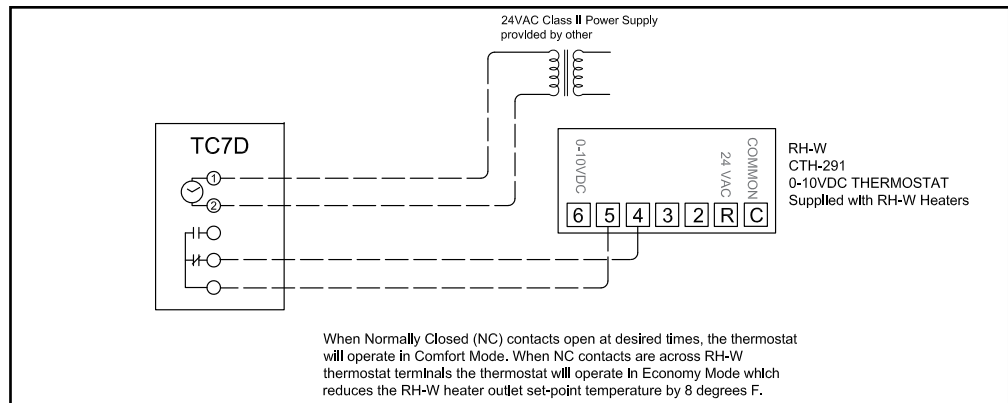 24VAC Class II Power Supply
provided by other
TC7D
1
2
0-10VDC
24 VAC
COMMON
6 5 4 3 2 R C
RH-W
CTH-291
0-10VDC THERMOSTAT
Supplied with RH-W Heaters
When Normally Closed (NC) contacts open at desired times, the thermostat
will operate in Comfort Mode. When NC contacts are across RH-W
thermostat terminals the thermostat will operate in Economy Mode which
reduces the RH-W heater outlet set-point temperature by 8 degrees F.